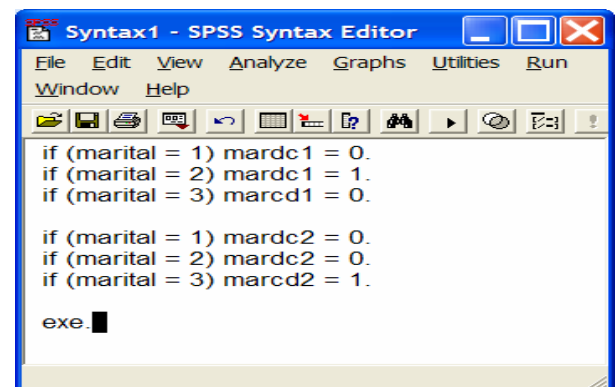 Syntax1 - SPSS Syntax Editor
File Edit View Analyze Graphs Utilities Run
Window Help
if (marital = 1) mardc1 = 0.
if (marital = 2) mardc1 = 1.
if (marital = 3) marcd1 = 0.
if (marital = 1) mardc2 = 0.
if (marital = 2) mardc2 = 0.
if (marital = 3) marcd2 = 1.
exe.